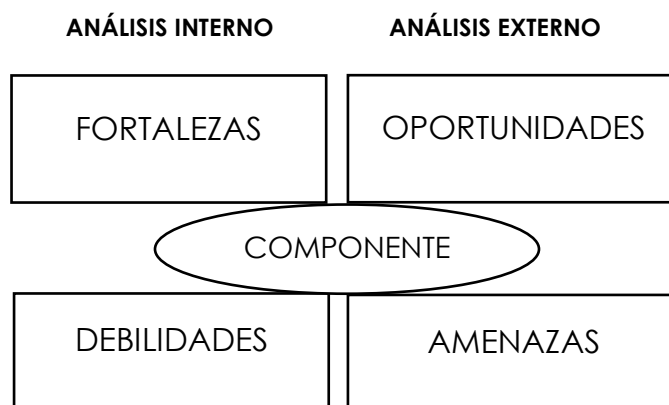 ANÁLISIS INTERNO
ANÁLISIS EXTERNO
FORTALEZAS
OPORTUNIDADES
COMPONENTE
DEBILIDADES
AMENAZAS